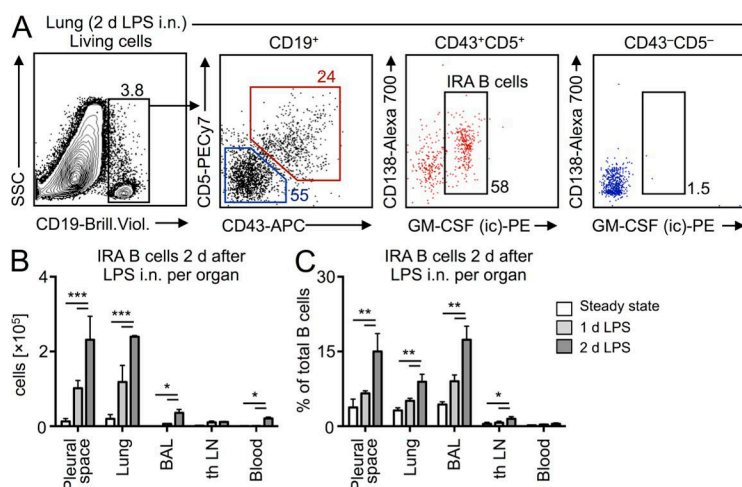 A
Lung (2 d LPS i.n.)
Living cells
CD19⁺
CD43⁺CD5⁺
CD43⁻CD5⁻
SSC
3.8
CD19-Brill.Viol.
CD5-PECy7
24
55
CD43-APC
CD138-Alexa 700
IRA B cells
58
GM-CSF (ic)-PE
CD138-Alexa 700
1.5
GM-CSF (ic)-PE
B
IRA B cells 2 d after
LPS i.n. per organ
cells [×10⁵]
4
2
0
***
***
*
*
Pleural
space
Lung
BAL
th LN
Blood
C
IRA B cells 2 d after
LPS i.n. per organ
% of total B cells
30
15
0
**
**
**
*
Pleural
space
Lung
BAL
th LN
Blood
Steady state
1 d LPS
2 d LPS